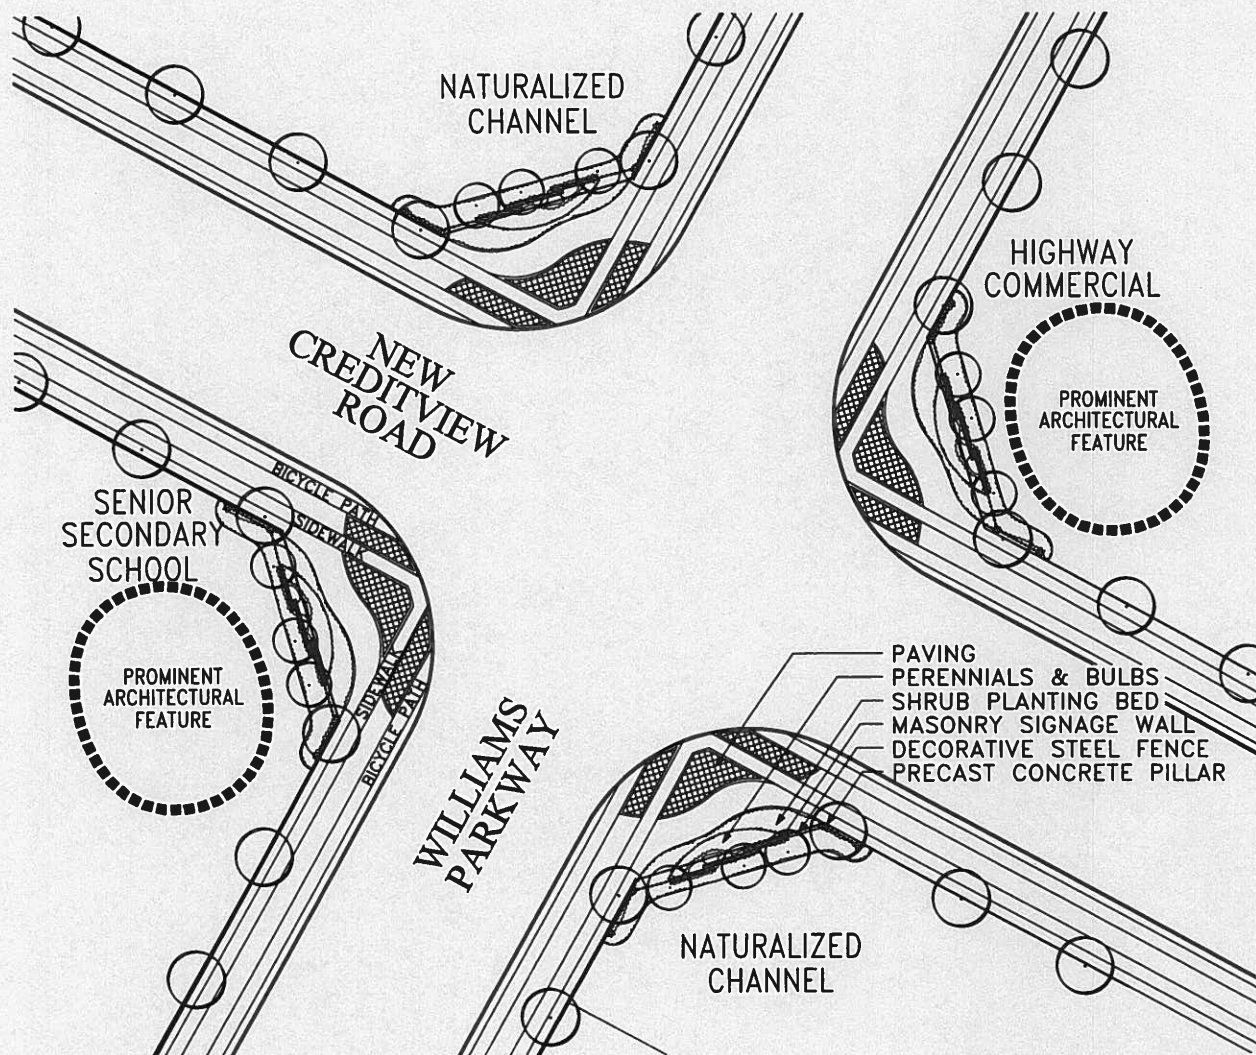 NATURALIZED
CHANNEL
HIGHWAY
COMMERCIAL
PROMINENT
ARCHITECTURAL
FEATURE
NEW
CREDITVIEW
ROAD
BICYCLE PATH
SIDEWALK
SENIOR
SECONDARY
SCHOOL
PROMINENT
ARCHITECTURAL
FEATURE
SIDEWALK
BICYCLE PATH
WILLIAMS
PARKWAY
PAVING
PERENNIALS & BULBS
SHRUB PLANTING BED
MASONRY SIGNAGE WALL
DECORATIVE STEEL FENCE
PRECAST CONCRETE PILLAR
NATURALIZED
CHANNEL